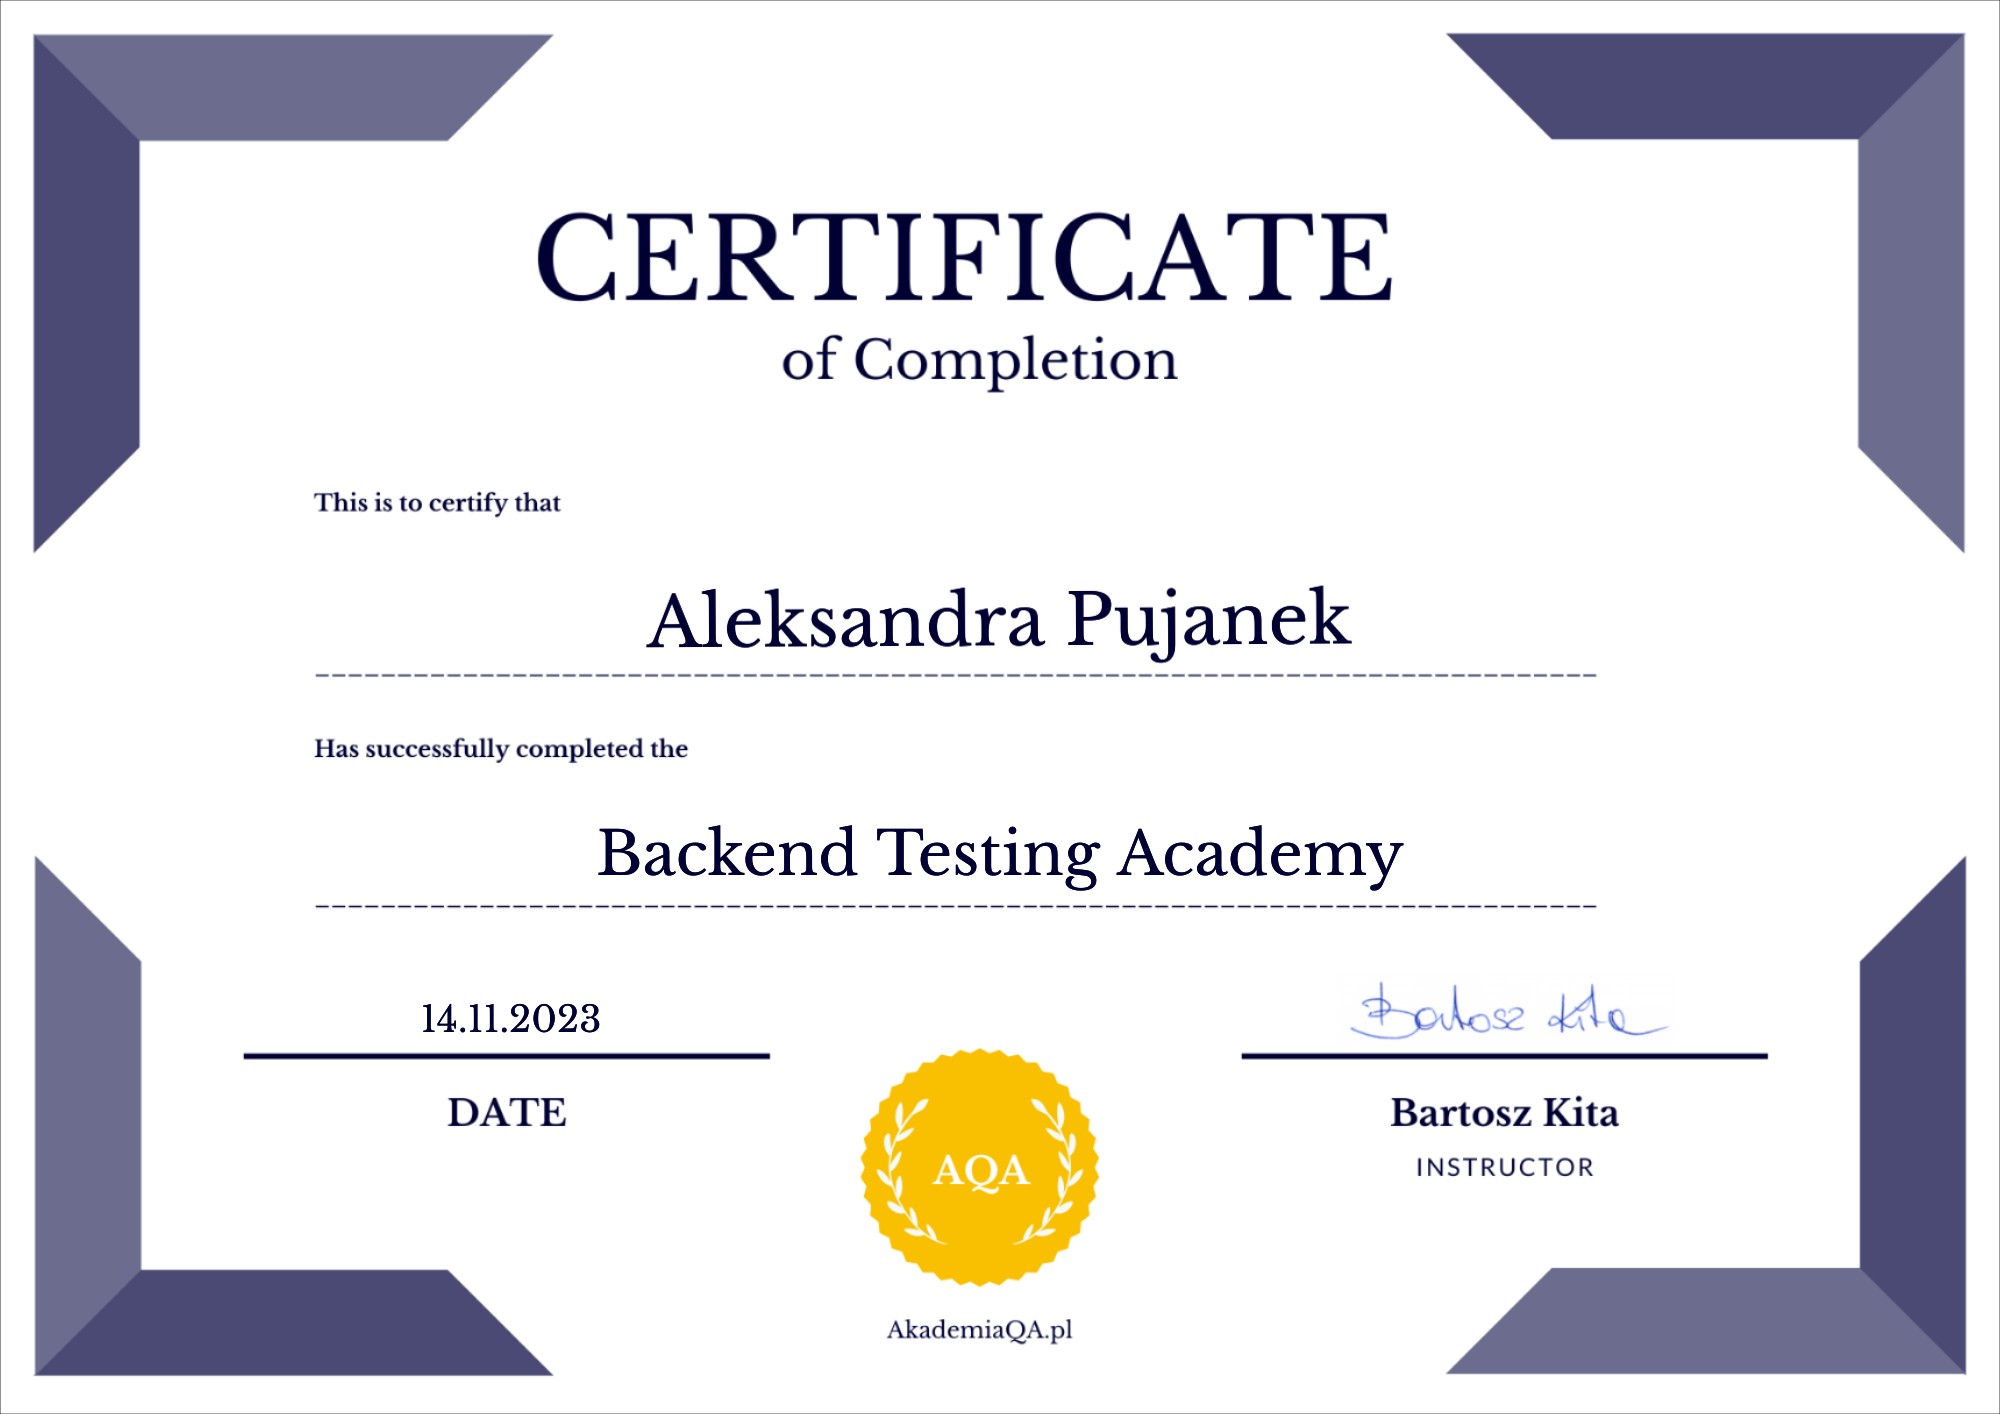 CERTIFICATE
of Completion
This is to certify that
Aleksandra Pujanek
Has successfully completed the
Backend Testing Academy
14.11.2023
DATE
Bartosz Kita
Bartosz Kita
INSTRUCTOR
AQA
AkademiaQA.pl